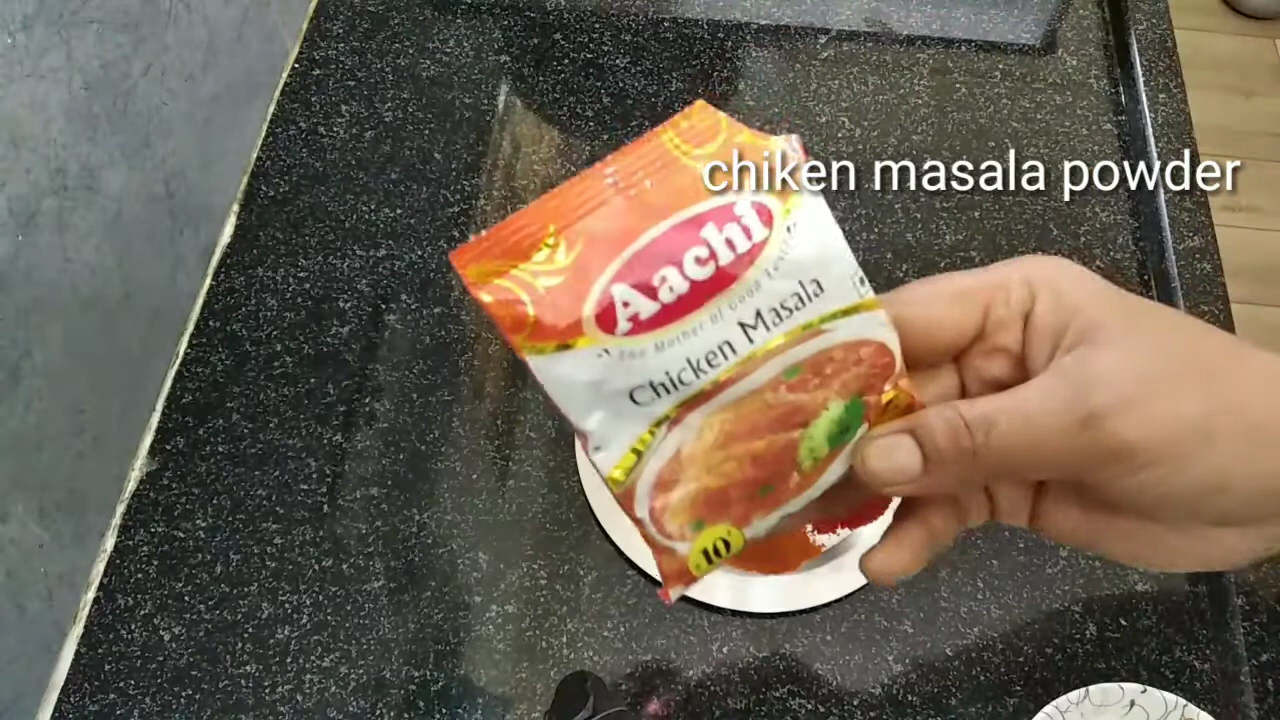 chiken masala powder
Aachi
The Mother of Good Taste
Chicken Masala
10